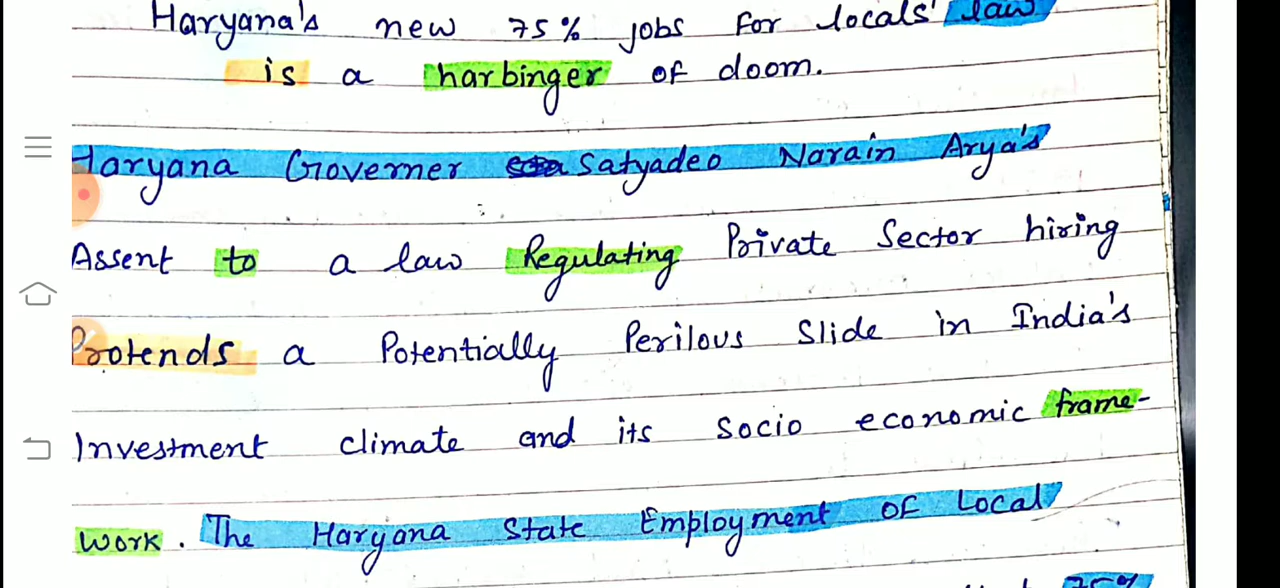 Haryana's new 75% jobs for locals' law
is a harbinger of doom.
Haryana Governer Satyadeo Narain Arya's
Assent to a law Regulating Private Sector hiring
Protends a Potentially Perilous Slide in India's
Investment climate and its Socio economic frame-
work. The Haryana State Employment of Local
75%